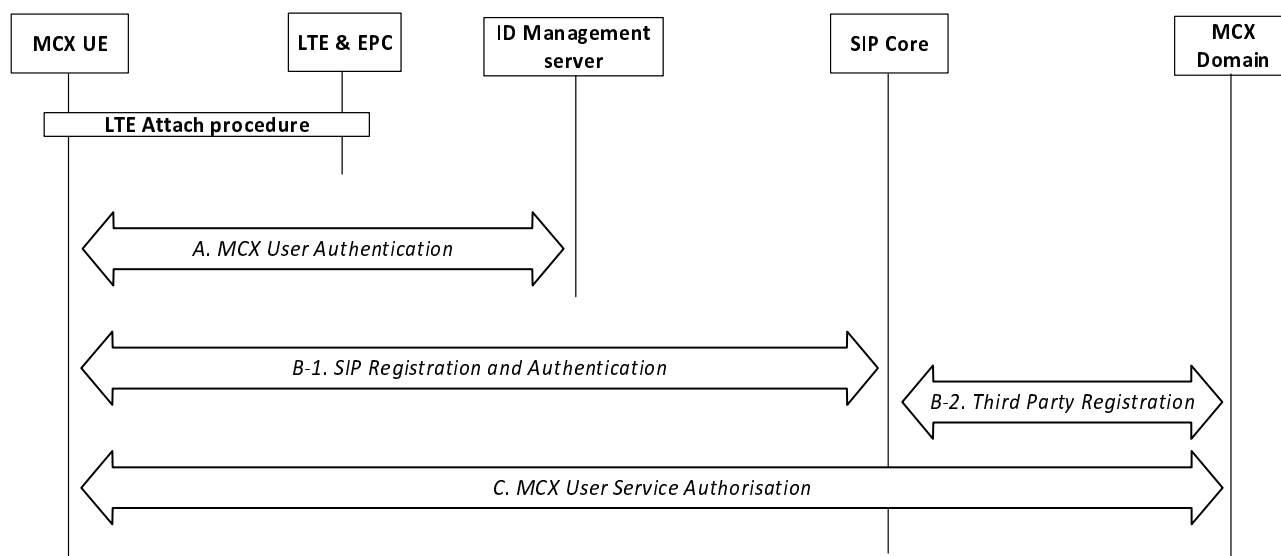 MCX UE
LTE & EPC
ID Management
server
SIP Core
MCX
Domain
LTE Attach procedure
A. MCX User Authentication
B-1. SIP Registration and Authentication
B-2. Third Party Registration
C. MCX User Service Authorisation